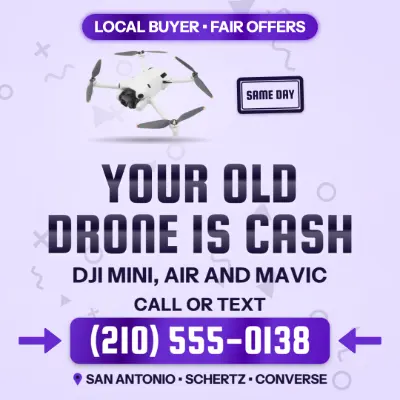 LOCAL BUYER • FAIR OFFERS
SAME DAY
YOUR OLD
DRONE IS CASH
DJI MINI, AIR AND MAVIC
CALL OR TEXT
(210) 555-0138
SAN ANTONIO • SCHERTZ • CONVERSE